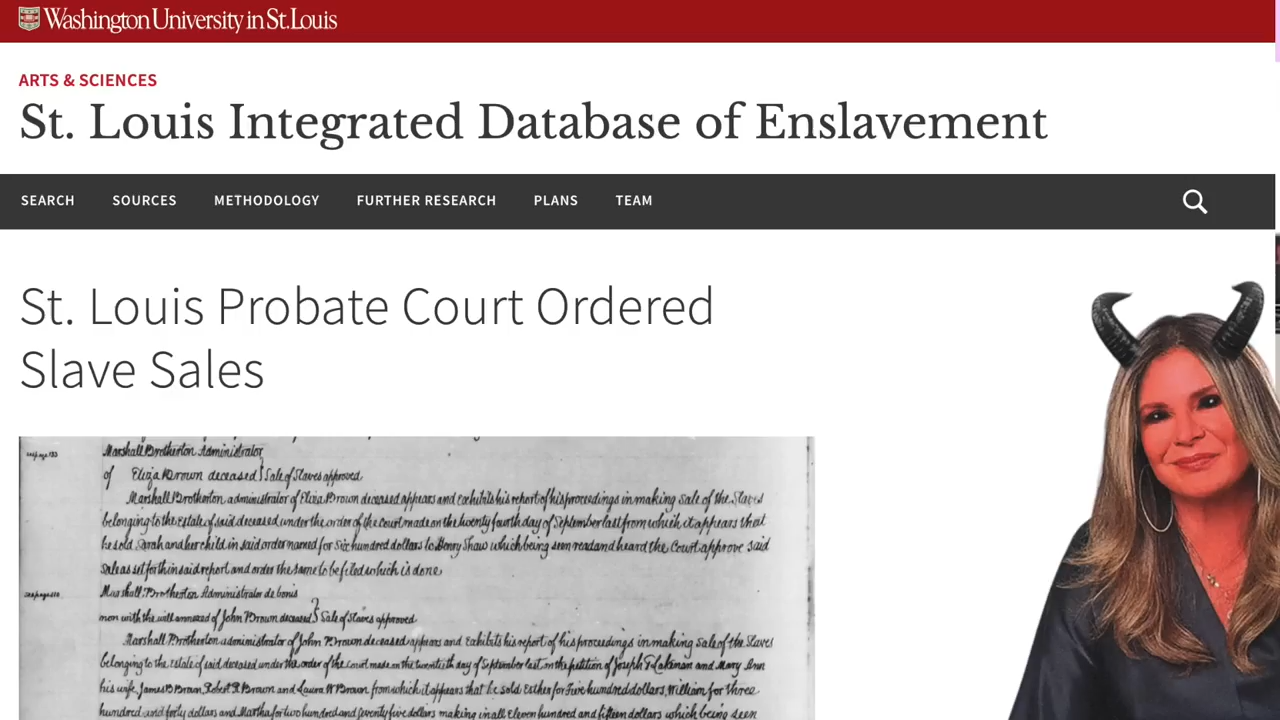 Washington University in St. Louis
ARTS & SCIENCES
St. Louis Integrated Database of Enslavement
SEARCH SOURCES METHODOLOGY FURTHER RESEARCH PLANS TEAM
St. Louis Probate Court Ordered
Slave Sales
Marshall Brotherton Administrator
of Eliza Brown deceased } Sale of Slaves approved
Marshall Brotherton administrator of Eliza Brown deceased appears and exhibits his report of his proceedings in making Sale of the Slaves
belonging to the Estate of said deceased under the order of the Court made on the twenty fourth day of September last from which it appears that
he sold Sarah and her child in said order named for Six hundred dollars to Henry Shaw which being seen read and heard the Court approve said
Sale as set forth in said report and order the same to be filed which is done
Marshall Brotherton Administrator de bonis
non with the will annexed of John Brown deceased } Sale of Slaves approved
Marshall Brotherton administrator of John Brown deceased appears and Exhibits his report of his proceedings in making Sale of the Slaves
belonging to the Estate of said deceased under the order of the Court made on the twentieth day of September last on the petition of Joseph T Lakenan and Mary Ann
his wife, James B Brown, Robert R Brown and Laura W Brown from which it appears that he sold Esther for Five hundred dollars, William for three
hundred and forty dollars and Martha for two hundred and seventy five dollars making in all Eleven hundred and fifteen dollars which being seen